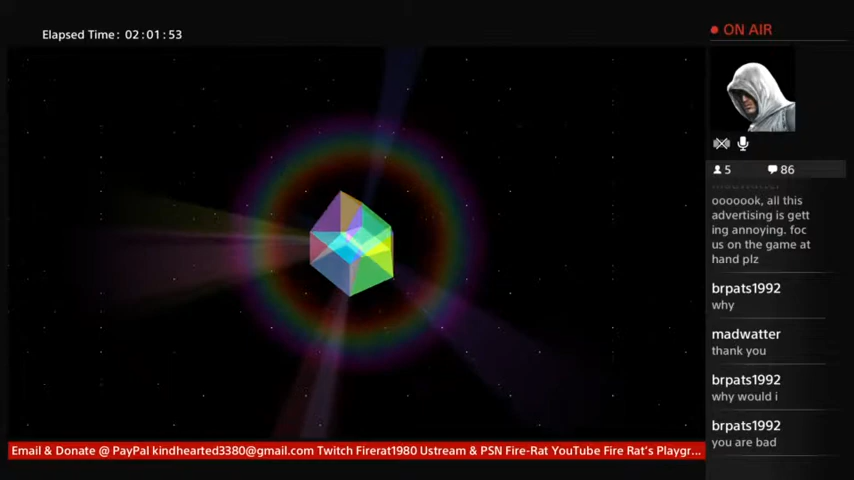 Elapsed Time: 02:01:53
ON AIR
5 86
oooooook, all this
advertising is gett
ing annoying. foc
us on the game at
hand plz
brpats1992
why
madwatter
thank you
brpats1992
why would i
brpats1992
you are bad
Email & Donate @ PayPal kindhearted3380@gmail.com Twitch Firerat1980 Ustream & PSN Fire-Rat YouTube Fire Rat's Playgr...